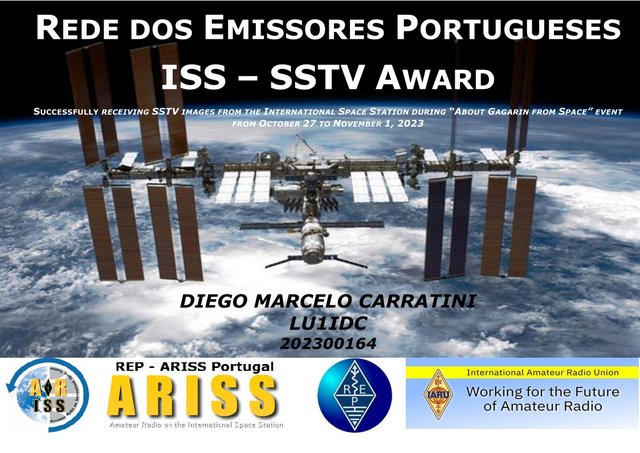 REDE DOS EMISSORES PORTUGUESES
ISS – SSTV AWARD
SUCCESSFULLY RECEIVING SSTV IMAGES FROM THE INTERNATIONAL SPACE STATION DURING “ABOUT GAGARIN FROM SPACE” EVENT
FROM OCTOBER 27 TO NOVEMBER 1, 2023
DIEGO MARCELO CARRATINI
LU1IDC
202300164
REP - ARISS Portugal
ARISS
Amateur Radio on the International Space Station
AR
ISS
R E
P
International Amateur Radio Union
IARU
Working for the Future
of Amateur Radio